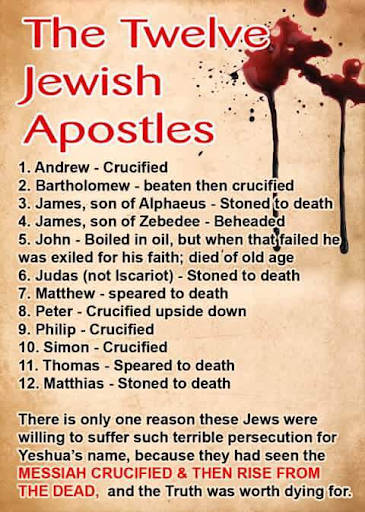 The Twelve
Jewish
Apostles
1. Andrew - Crucified
2. Bartholomew - beaten then crucified
3. James, son of Alphaeus - Stoned to death
4. James, son of Zebedee - Beheaded
5. John - Boiled in oil, but when that failed he
was exiled for his faith; died of old age
6. Judas (not Iscariot) - Stoned to death
7. Matthew - speared to death
8. Peter - Crucified upside down
9. Philip - Crucified
10. Simon - Crucified
11. Thomas - Speared to death
12. Matthias - Stoned to death
There is only one reason these Jews were
willing to suffer such terrible persecution for
Yeshua's name, because they had seen the
MESSIAH CRUCIFIED & THEN RISE FROM
THE DEAD, and the Truth was worth dying for.